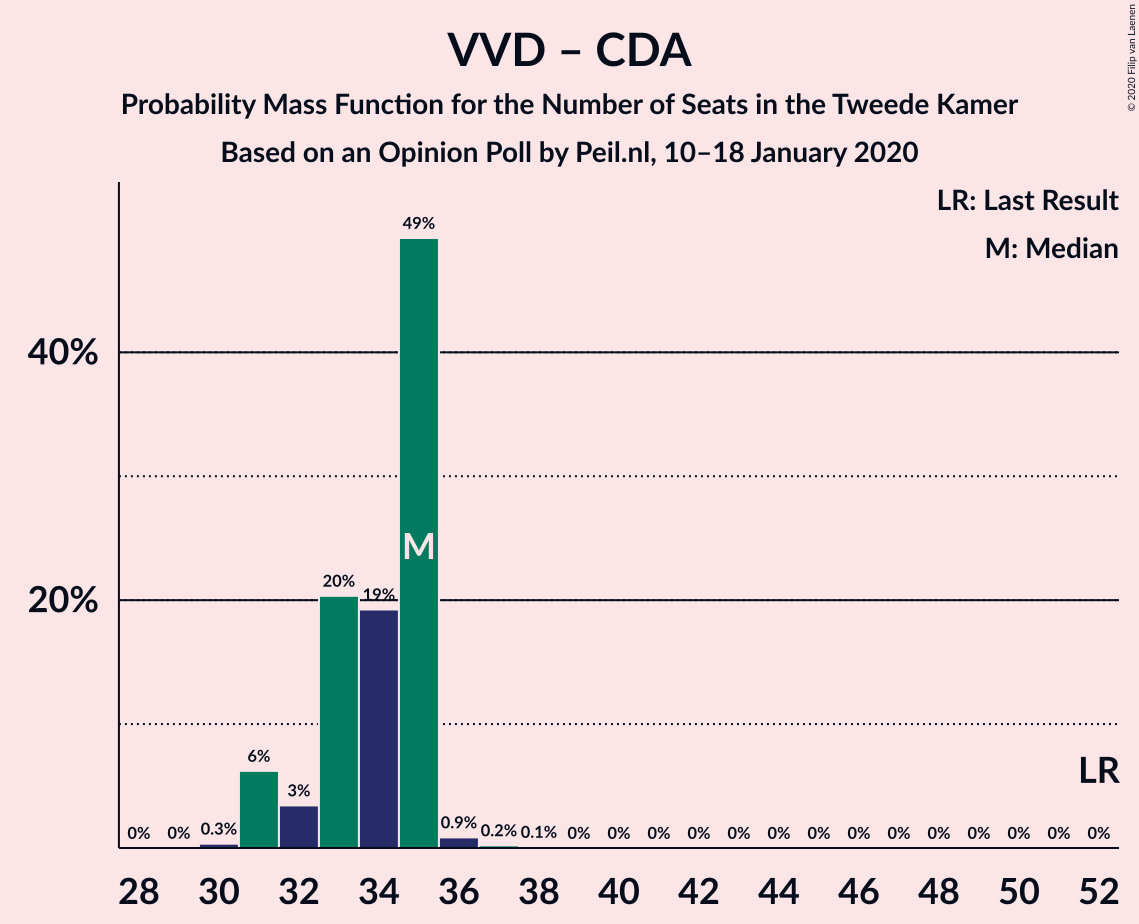 VVD – CDA
Probability Mass Function for the Number of Seats in the Tweede Kamer
Based on an Opinion Poll by Peil.nl, 10–18 January 2020
© 2020 Filip van Laenen
LR: Last Result
M: Median
49%
40%
M
20%
20%
19%
6%
3%
LR
0% 0% 0.3% 0.9% 0.2% 0.1% 0% 0% 0% 0% 0% 0% 0% 0% 0% 0% 0% 0% 0% 0%
28 30 32 34 36 38 40 42 44 46 48 50 52